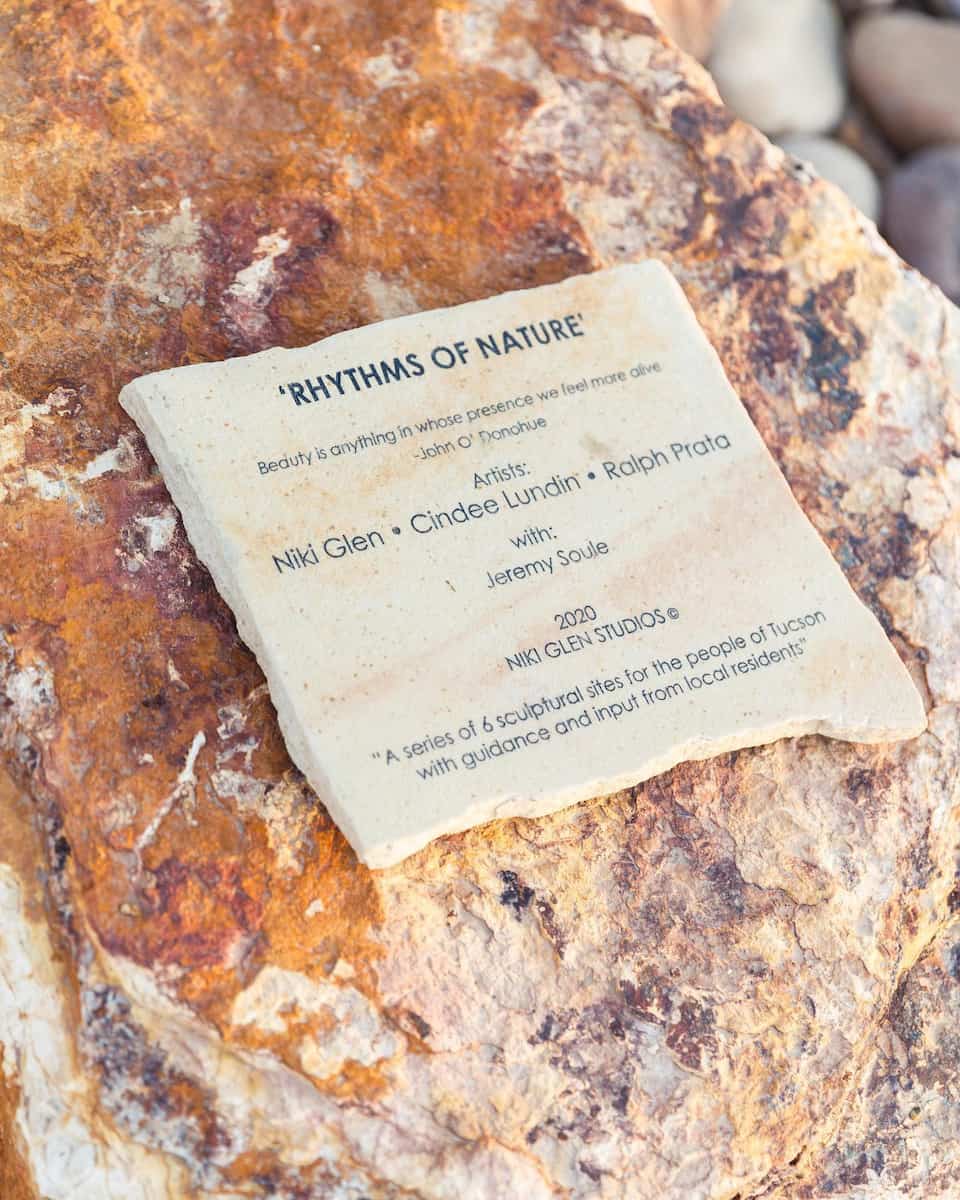 'RHYTHMS OF NATURE'
Beauty is anything in whose presence we feel more alive
-John O' Donohue
Artists:
Niki Glen • Cindee Lundin • Ralph Prata
with:
Jeremy Soule
2020
NIKI GLEN STUDIOS ©
"A series of 6 sculptural sites for the people of Tucson
with guidance and input from local residents"